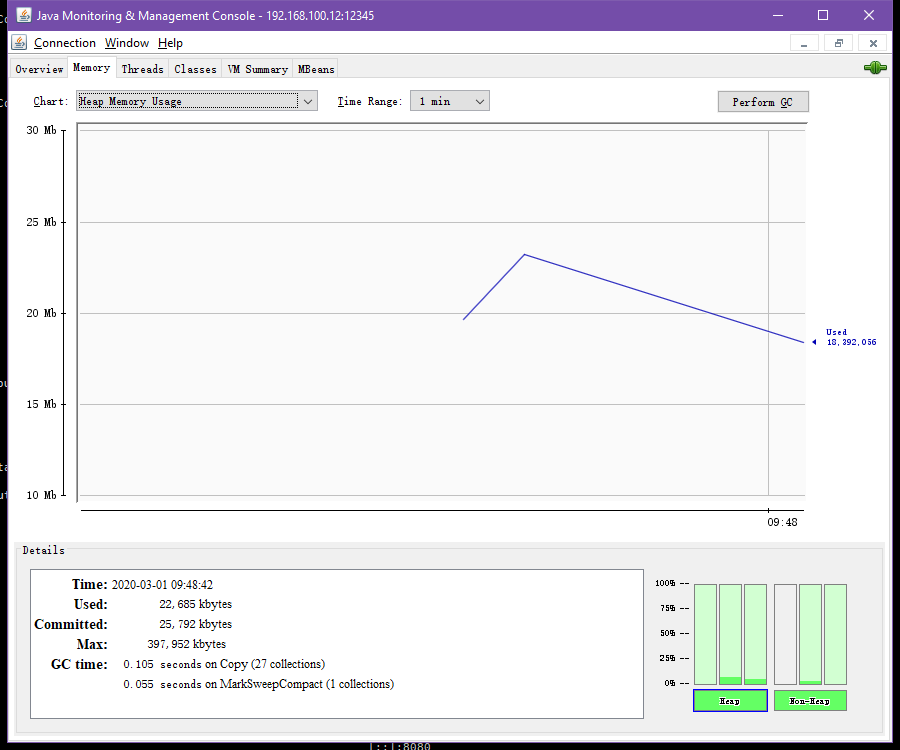 Java Monitoring & Management Console - 192.168.100.12:12345
Connection Window Help
Overview Memory Threads Classes VM Summary MBeans
Chart: Heap Memory Usage Time Range: 1 min Perform GC
30 Mb
25 Mb
20 Mb
Used
18,392,056
15 Mb
10 Mb
09:48
Details
Time: 2020-03-01 09:48:42
Used: 22,685 kbytes
Committed: 25,792 kbytes
Max: 397,952 kbytes
GC time: 0.105 seconds on Copy (27 collections)
0.055 seconds on MarkSweepCompact (1 collections)
100% --
75% --
50% --
25% --
0% --
Heap Non-Heap
[::]:8080